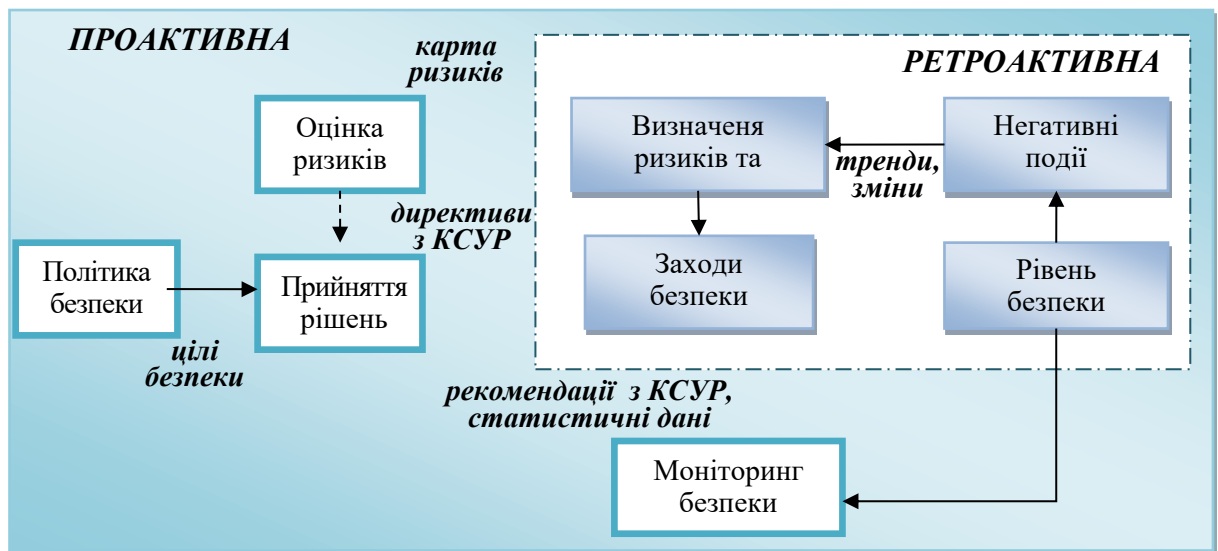 ПРОАКТИВНА
карта
ризиків
РЕТРОАКТИВНА
Оцінка
ризиків
Визначеня
ризиків та
Негативні
події
тренди,
зміни
директиви
з КСУР
Політика
безпеки
Прийняття
рішень
Заходи
безпеки
Рівень
безпеки
цілі
безпеки
рекомендації з КСУР,
статистичні дані
Моніторинг
безпеки